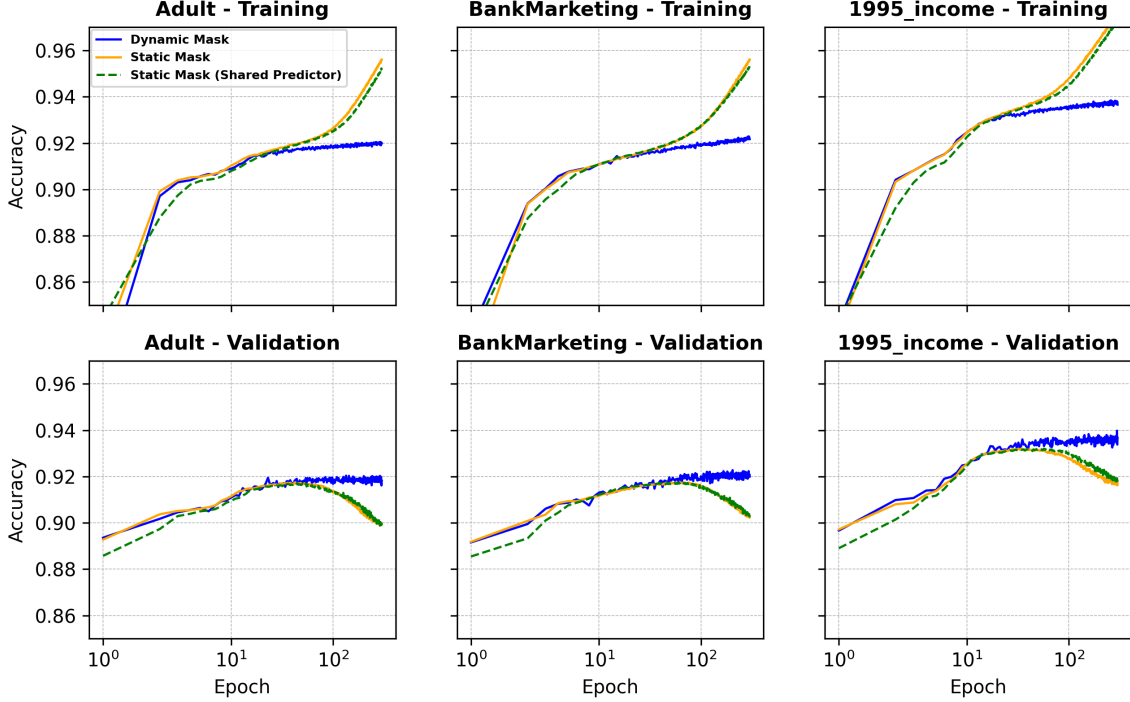 Adult - Training
BankMarketing - Training
1995_income - Training
Dynamic Mask
Static Mask
Static Mask (Shared Predictor)
Accuracy
0.96
0.94
0.92
0.90
0.88
0.86
Adult - Validation
BankMarketing - Validation
1995_income - Validation
Accuracy
0.96
0.94
0.92
0.90
0.88
0.86
10⁰ 10¹ 10²
10⁰ 10¹ 10²
10⁰ 10¹ 10²
Epoch
Epoch
Epoch